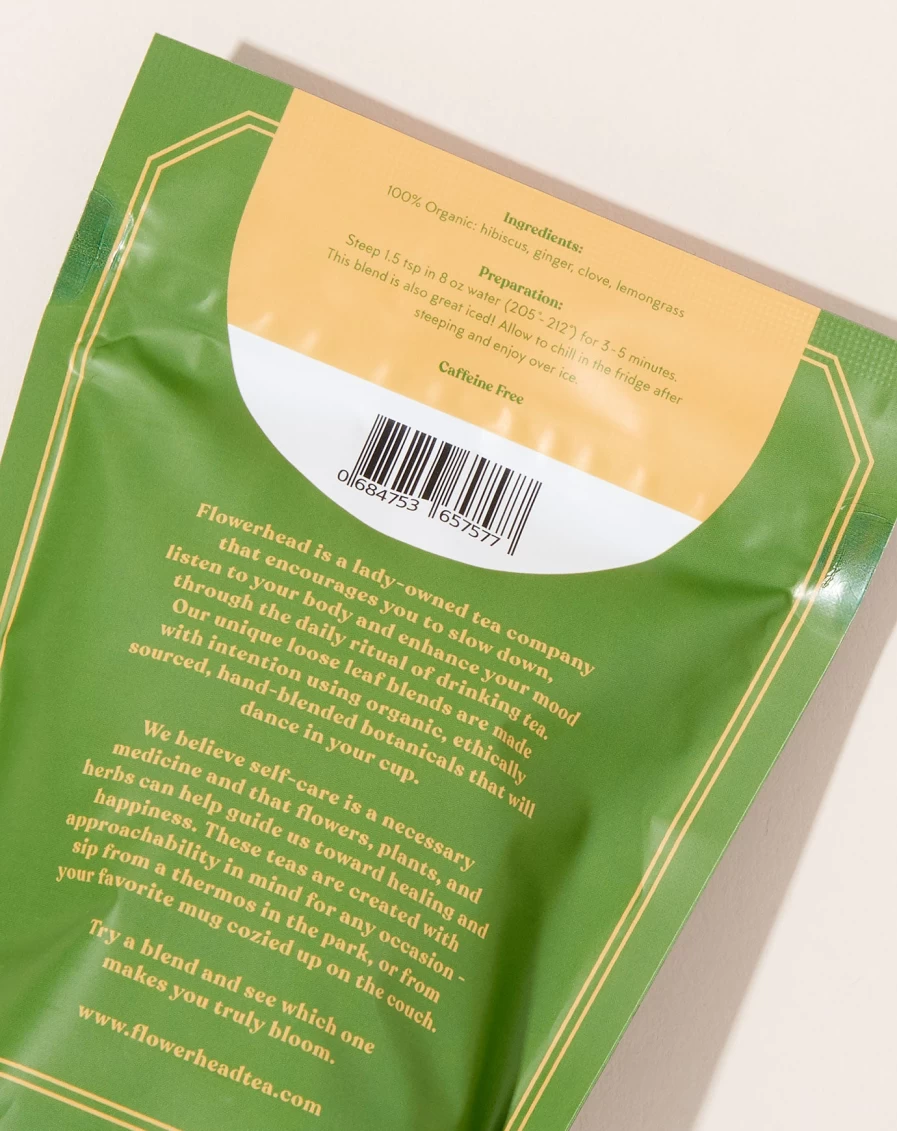 Ingredients:
100% Organic: hibiscus, ginger, clove, lemongrass
Preparation:
Steep 1.5 tsp in 8 oz water (205°-212°) for 3-5 minutes.
This blend is also great iced! Allow to chill in the fridge after
steeping and enjoy over ice.
Caffeine Free
0 684753 657577
Flowerhead is a lady-owned tea company
that encourages you to slow down,
listen to your body and enhance your mood
through the daily ritual of drinking tea.
Our unique loose leaf blends are made
with intention using organic, ethically
sourced, hand-blended botanicals that will
dance in your cup.
We believe self-care is a necessary
medicine and that flowers, plants, and
herbs can help guide us toward healing and
happiness. These teas are created with
approachability in mind for any occasion -
sip from a thermos in the park, or from
your favorite mug cozied up on the couch.
Try a blend and see which one
makes you truly bloom.
www.flowerheadtea.com